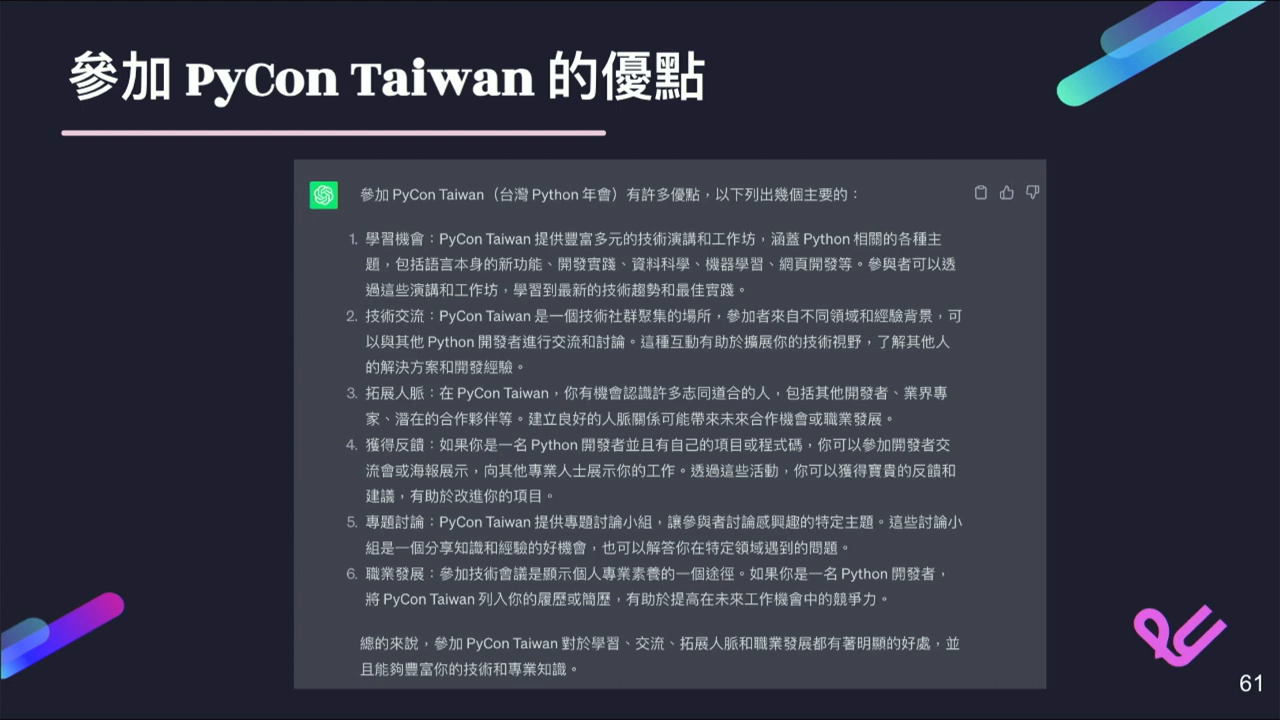 參加 PyCon Taiwan 的優點
參加 PyCon Taiwan（台灣 Python 年會）有許多優點，以下列出幾個主要的：
1. 學習機會：PyCon Taiwan 提供豐富多元的技術演講和工作坊，涵蓋 Python 相關的各種主
題，包括語言本身的新功能、開發實踐、資料科學、機器學習、網頁開發等。參與者可以透
過這些演講和工作坊，學習到最新的技術趨勢和最佳實踐。
2. 技術交流：PyCon Taiwan 是一個技術社群聚集的場所，參加者來自不同領域和經驗背景，可
以與其他 Python 開發者進行交流和討論。這種互動有助於擴展你的技術視野，了解其他人
的解決方案和開發經驗。
3. 拓展人脈：在 PyCon Taiwan，你有機會認識許多志同道合的人，包括其他開發者、業界專
家、潛在的合作夥伴等。建立良好的人脈關係可能帶來未來合作機會或職業發展。
4. 獲得反饋：如果你是一名 Python 開發者並且有自己的項目或程式碼，你可以參加開發者交
流會或海報展示，向其他專業人士展示你的工作。透過這些活動，你可以獲得寶貴的反饋和
建議，有助於改進你的項目。
5. 專題討論：PyCon Taiwan 提供專題討論小組，讓參與者討論感興趣的特定主題。這些討論小
組是一個分享知識和經驗的好機會，也可以解答你在特定領域遇到的問題。
6. 職業發展：參加技術會議是顯示個人專業素養的一個途徑。如果你是一名 Python 開發者，
將 PyCon Taiwan 列入你的履歷或簡歷，有助於提高在未來工作機會中的競爭力。
總的來說，參加 PyCon Taiwan 對於學習、交流、拓展人脈和職業發展都有著明顯的好處，並
且能夠豐富你的技術和專業知識。
61